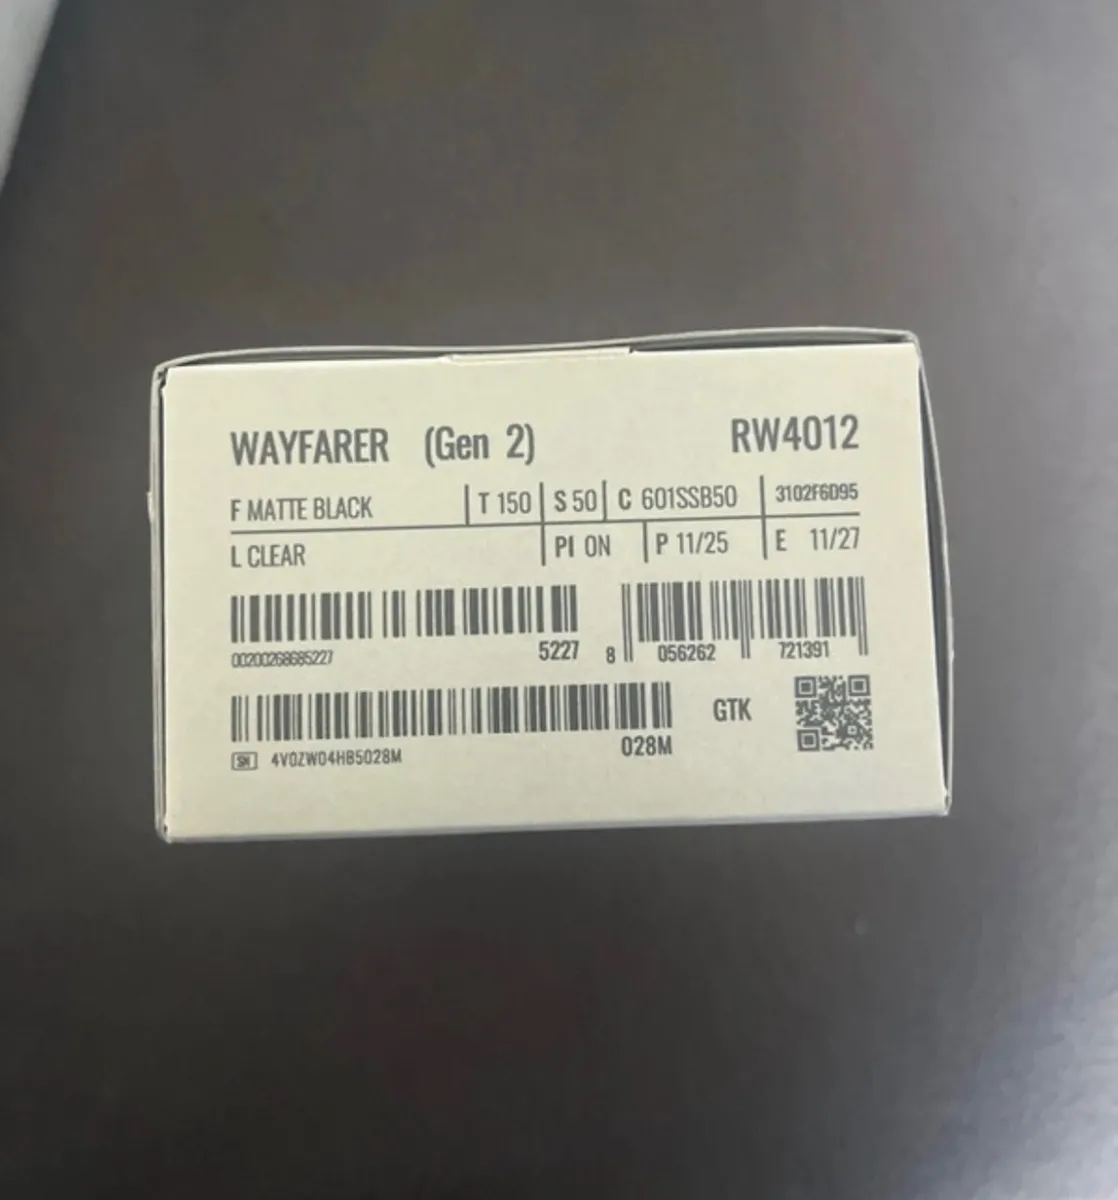 WAYFARER (Gen 2) RW4012
F MATTE BLACK T 150 S 50 C 601SSB50 3102F6D95
L CLEAR PI ON P 11/25 E 11/27
00200268685227 5227 8 056262 721391
GTK
SN 4V0ZW04HB5028M 028M